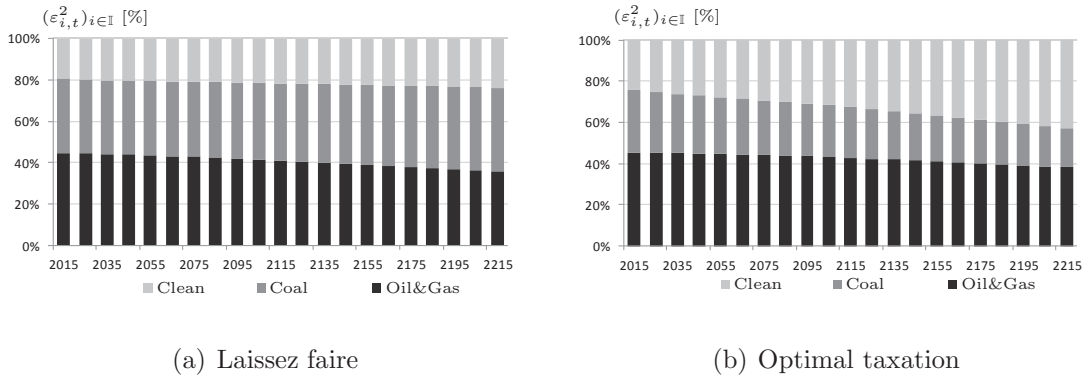 (ε²_{i,t})_{i∈𝕀} [%]
100%
80%
60%
40%
20%
0%
2015 2035 2055 2075 2095 2115 2135 2155 2175 2195 2215
Clean Coal Oil&Gas
(a) Laissez faire
(ε²_{i,t})_{i∈𝕀} [%]
100%
80%
60%
40%
20%
0%
2015 2035 2055 2075 2095 2115 2135 2155 2175 2195 2215
Clean Coal Oil&Gas
(b) Optimal taxation